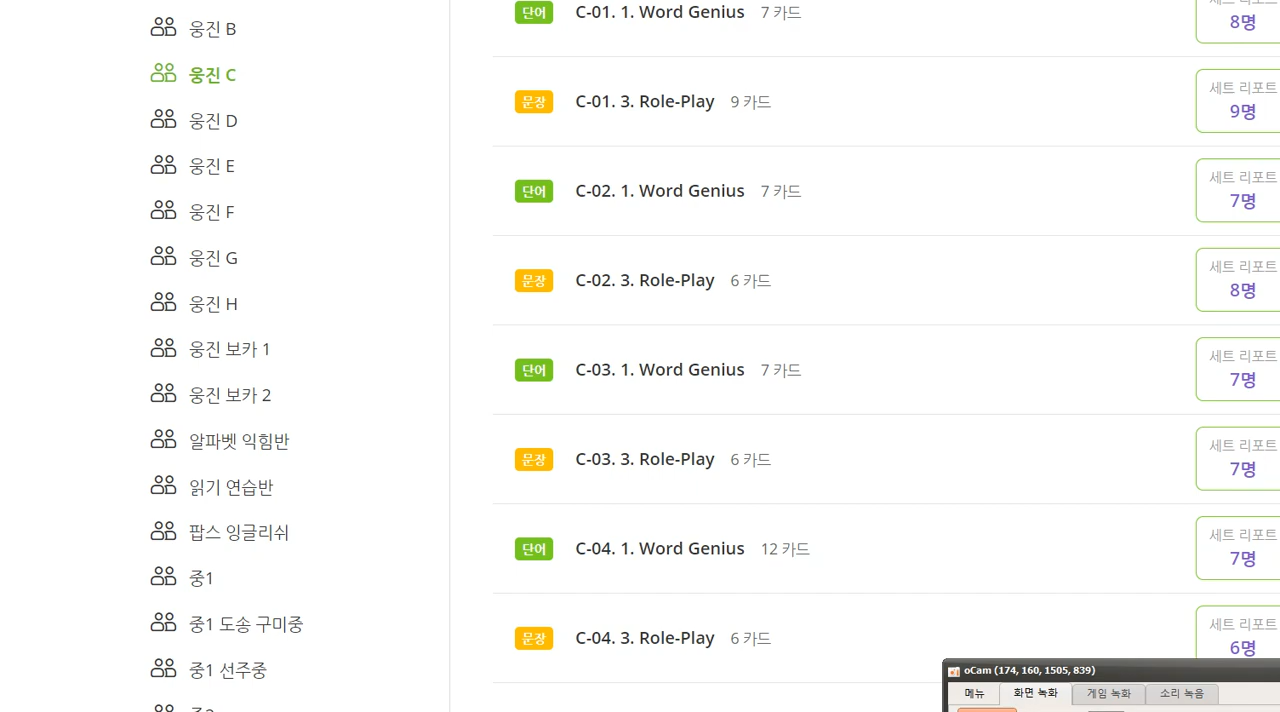 웅진 B
웅진 C
웅진 D
웅진 E
웅진 F
웅진 G
웅진 H
웅진 보카 1
웅진 보카 2
알파벳 익힘반
읽기 연습반
팝스 잉글리쉬
중1
중1 도송 구미중
중1 선주중
단어 C-01. 1. Word Genius 7 카드
8명
문장 C-01. 3. Role-Play 9 카드
세트 리포트
9명
단어 C-02. 1. Word Genius 7 카드
세트 리포트
7명
문장 C-02. 3. Role-Play 6 카드
세트 리포트
8명
단어 C-03. 1. Word Genius 7 카드
세트 리포트
7명
문장 C-03. 3. Role-Play 6 카드
세트 리포트
7명
단어 C-04. 1. Word Genius 12 카드
세트 리포트
7명
문장 C-04. 3. Role-Play 6 카드
세트 리포트
6명
oCam (174, 160, 1505, 839)
메뉴 화면 녹화 게임 녹화 소리 녹음